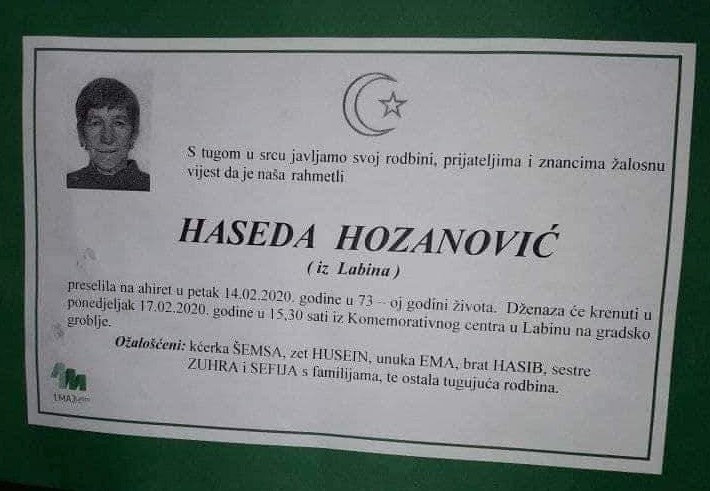 S tugom u srcu javljamo svoj rodbini, prijateljima i znancima žalosnu
vijest da je naša rahmetli
HASEDA HOZANOVIĆ
( iz Labina )
preselila na ahiret u petak 14.02.2020. godine u 73 – oj godini života. Dženaza će krenuti u
ponedjeljak 17.02.2020. godine u 15,30 sati iz Komemorativnog centra u Labinu na gradsko
groblje.
Ožalošćeni: kćerka ŠEMSA, zet HUSEIN, unuka EMA, brat HASIB, sestre
ZUHRA i SEFIJA s familijama, te ostala tugujuća rodbina.